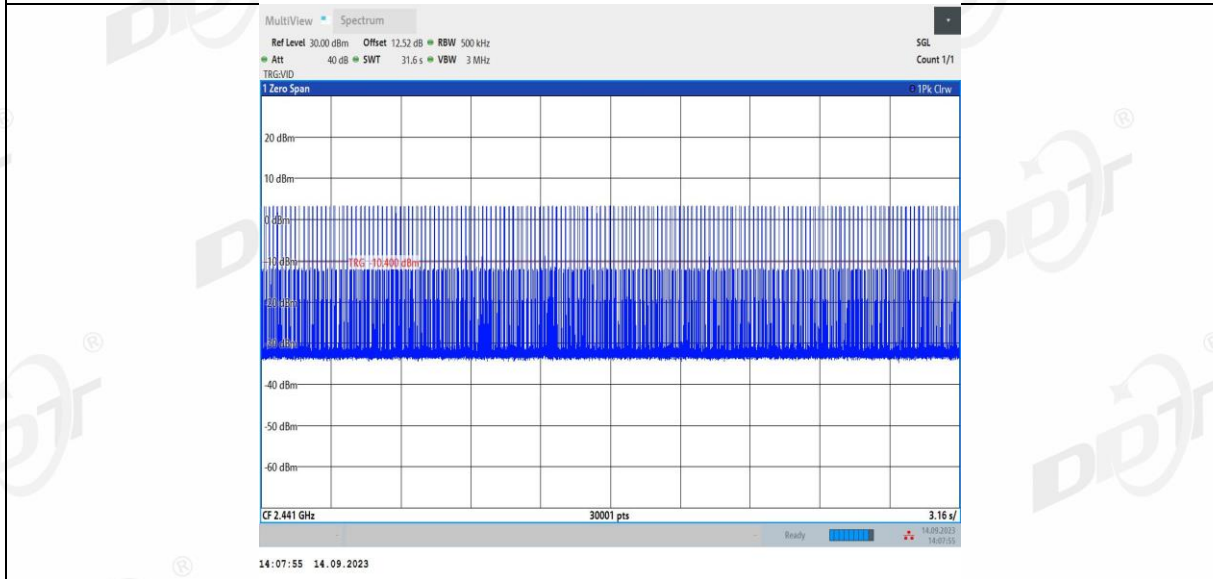 MultiView Spectrum
Ref Level 30.00 dBm Offset 12.52 dB RBW 500 kHz SGL
Att 40 dB SWT 31.6 s VBW 3 MHz Count 1/1
TRG:VID
1 Zero Span 1Pk Clrw
20 dBm
10 dBm
0 dBm
-10 dBm
TRG -10.400 dBm
-20 dBm
-30 dBm
-40 dBm
-50 dBm
-60 dBm
CF 2.441 GHz 30001 pts 3.16 s/
Ready 14.09.2023
14:07:55
14:07:55 14.09.2023
DDT
®